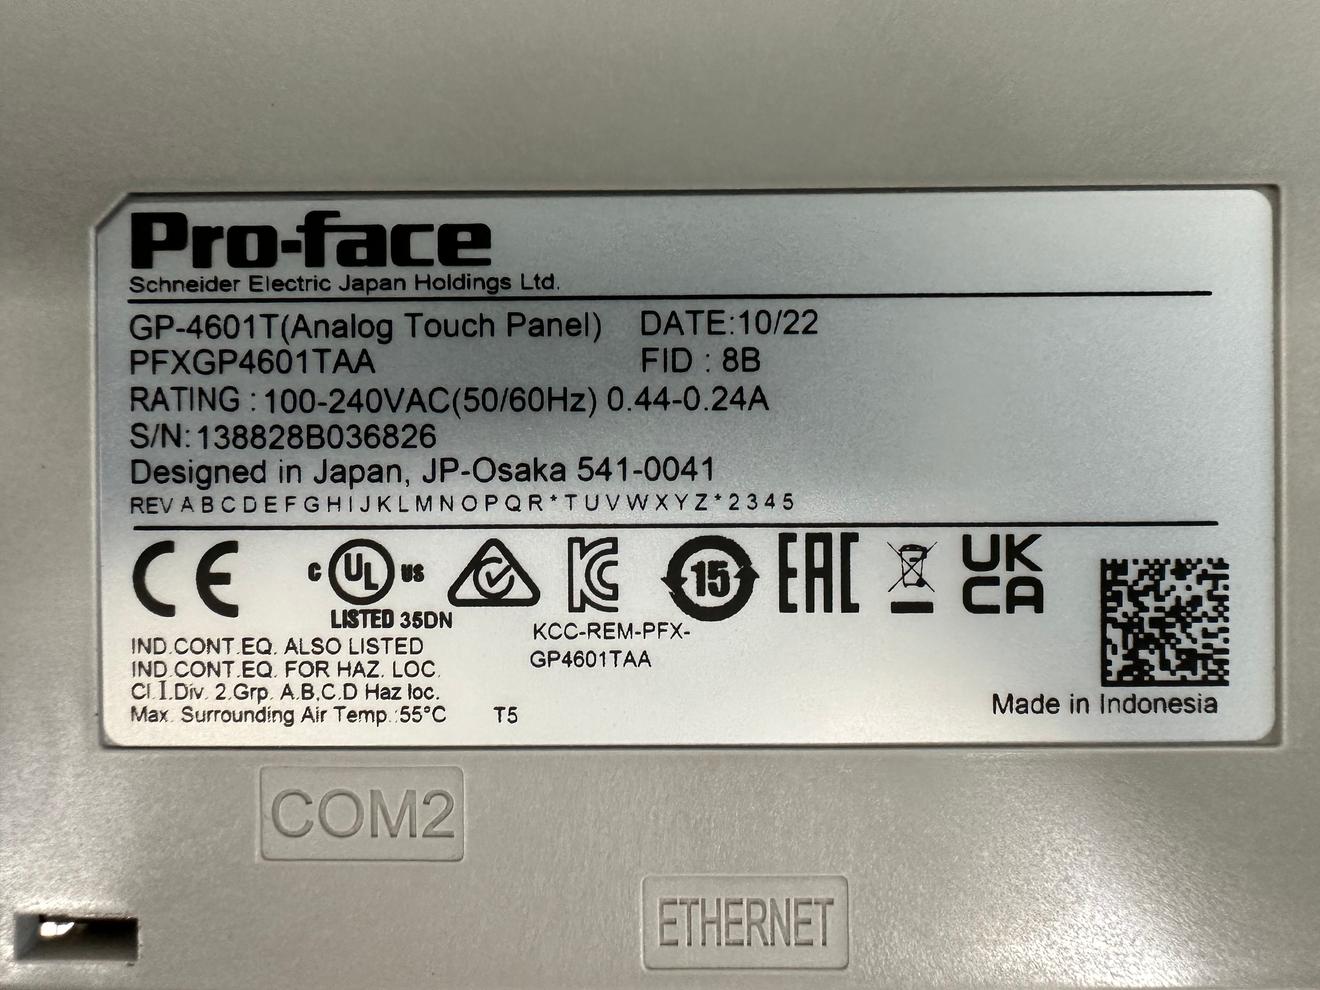 Pro-face
Schneider Electric Japan Holdings Ltd.
GP-4601T(Analog Touch Panel) DATE:10/22
PFXGP4601TAA FID : 8B
RATING : 100-240VAC(50/60Hz) 0.44-0.24A
S/N: 138828B036826
Designed in Japan, JP-Osaka 541-0041
REV A B C D E F G H I J K L M N O P Q R * T U V W X Y Z * 2 3 4 5
CE
C UL US
LISTED 35DN
KC
15
EAC
UK
CA
KCC-REM-PFX-
GP4601TAA
IND.CONT.EQ. ALSO LISTED
IND.CONT.EQ. FOR HAZ. LOC.
Cl.I.Div. 2.Grp. A.B.C.D Haz loc.
Max. Surrounding Air Temp.:55°C T5
Made in Indonesia
COM2
ETHERNET